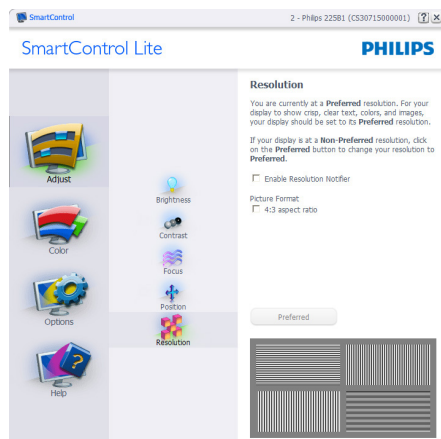 SmartControl
2 - Philips 225B1 (CS30715000001)
SmartControl Lite
PHILIPS
Adjust
Color
Options
Help
Brightness
Contrast
Focus
Position
Resolution
Resolution
You are currently at a Preferred resolution. For your
display to show crisp, clear text, colors, and images,
your display should be set to its Preferred resolution.
If your display is at a Non-Preferred resolution, click
on the Preferred button to change your resolution to
Preferred.
Enable Resolution Notifier
Picture Format
4:3 aspect ratio
Preferred